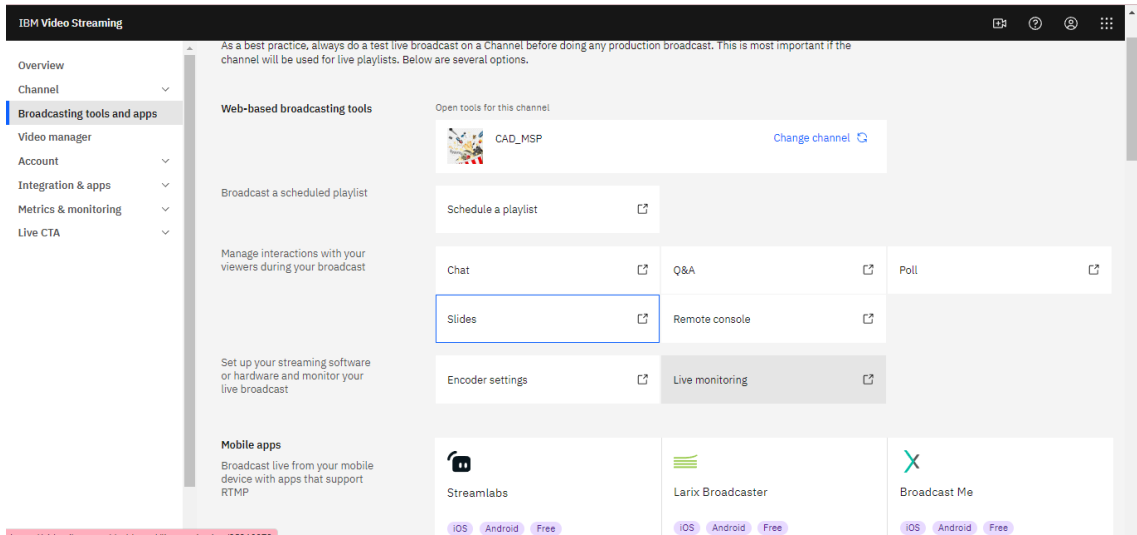 IBM Video Streaming
As a best practice, always do a test live broadcast on a Channel before doing any production broadcast. This is most important if the
channel will be used for live playlists. Below are several options.
Overview
Channel
Broadcasting tools and apps
Video manager
Account
Integration & apps
Metrics & monitoring
Live CTA
Web-based broadcasting tools
Open tools for this channel
CAD_MSP
Change channel
Broadcast a scheduled playlist
Schedule a playlist
Manage interactions with your
viewers during your broadcast
Chat
Q&A
Poll
Slides
Remote console
Set up your streaming software
or hardware and monitor your
live broadcast
Encoder settings
Live monitoring
Mobile apps
Broadcast live from your mobile
device with apps that support
RTMP
Streamlabs
iOS Android Free
Larix Broadcaster
iOS Android Free
Broadcast Me
iOS Android Free